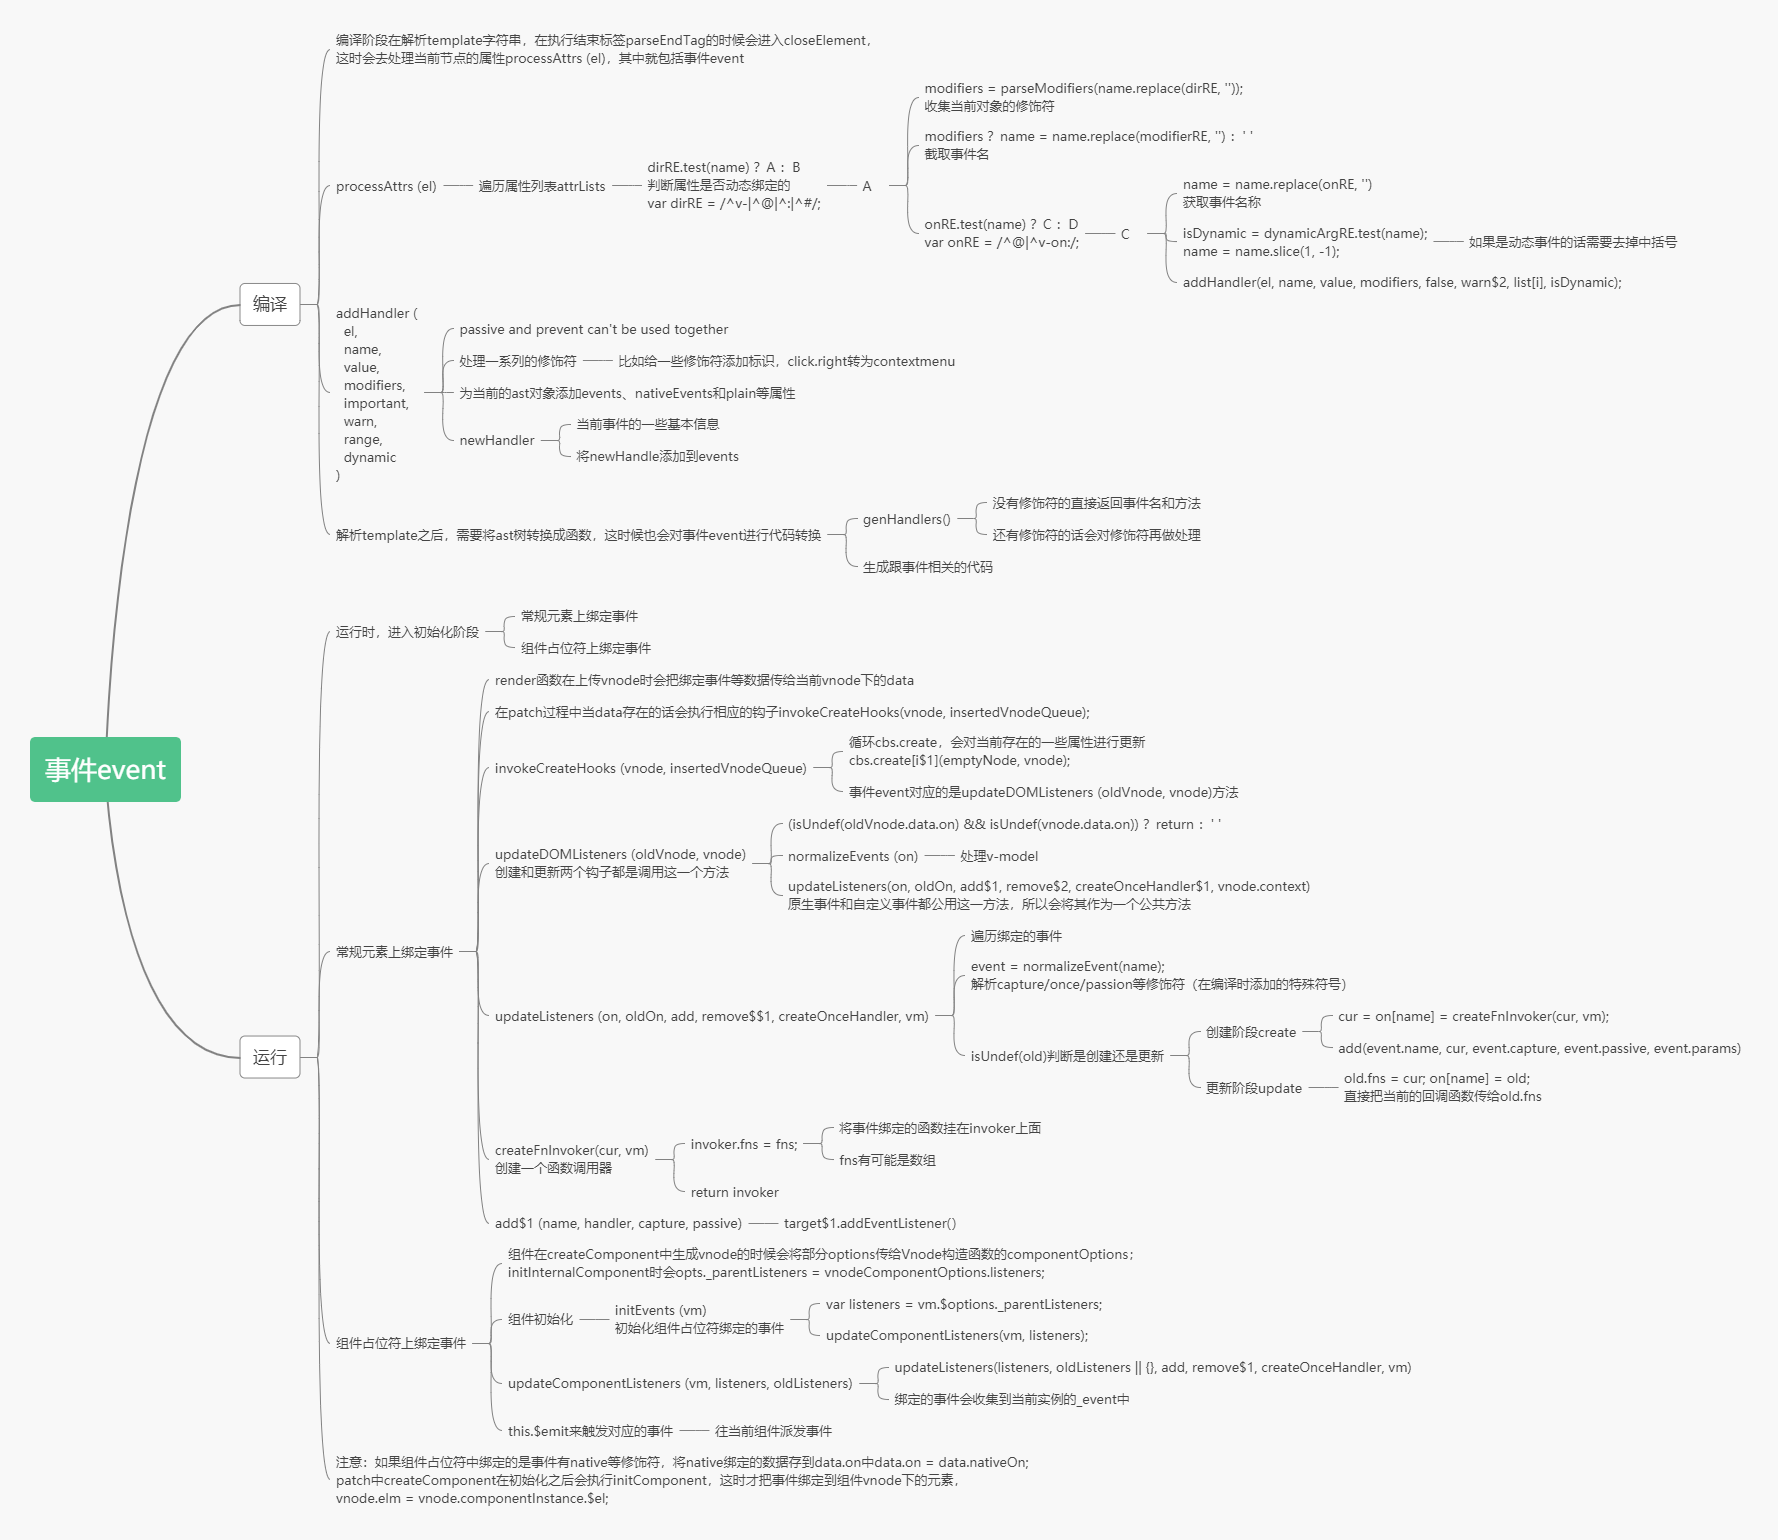 事件event
编译
编译阶段在解析template字符串，在执行结束标签parseEndTag的时候会进入closeElement，
这时会去处理当前节点的属性processAttrs (el)，其中就包括事件event
processAttrs (el)
遍历属性列表attrLists
dirRE.test(name) ？A ：B
判断属性是否动态绑定的
var dirRE = /^v-|^@|^:|^#/;
A
modifiers = parseModifiers(name.replace(dirRE, ''));
收集当前对象的修饰符
modifiers ？name = name.replace(modifierRE, '') ：' '
截取事件名
onRE.test(name) ？C ：D
var onRE = /^@|^v-on:/;
C
name = name.replace(onRE, '')
获取事件名称
isDynamic = dynamicArgRE.test(name);
name = name.slice(1, -1);
如果是动态事件的话需要去掉中括号
addHandler(el, name, value, modifiers, false, warn$2, list[i], isDynamic);
addHandler (
el,
name,
value,
modifiers,
important,
warn,
range,
dynamic
)
passive and prevent can't be used together
处理一系列的修饰符
比如给一些修饰符添加标识，click.right转为contextmenu
为当前的ast对象添加events、nativeEvents和plain等属性
newHandler
当前事件的一些基本信息
将newHandle添加到events
解析template之后，需要将ast树转换成函数，这时候也会对事件event进行代码转换
genHandlers()
没有修饰符的直接返回事件名和方法
还有修饰符的话会对修饰符再做处理
生成跟事件相关的代码
运行
运行时，进入初始化阶段
常规元素上绑定事件
组件占位符上绑定事件
常规元素上绑定事件
render函数在上传vnode时会把绑定事件等数据传给当前vnode下的data
在patch过程中当data存在的话会执行相应的钩子invokeCreateHooks(vnode, insertedVnodeQueue);
invokeCreateHooks (vnode, insertedVnodeQueue)
循环cbs.create，会对当前存在的一些属性进行更新
cbs.create[i$1](emptyNode, vnode);
事件event对应的是updateDOMListeners (oldVnode, vnode)方法
updateDOMListeners (oldVnode, vnode)
创建和更新两个钩子都是调用这一个方法
(isUndef(oldVnode.data.on) && isUndef(vnode.data.on)) ？return ：' '
normalizeEvents (on)
处理v-model
updateListeners(on, oldOn, add$1, remove$2, createOnceHandler$1, vnode.context)
原生事件和自定义事件都公用这一方法，所以会将其作为一个公共方法
updateListeners (on, oldOn, add, remove$$1, createOnceHandler, vm)
遍历绑定的事件
event = normalizeEvent(name);
解析capture/once/passion等修饰符（在编译时添加的特殊符号）
isUndef(old)判断是创建还是更新
创建阶段create
cur = on[name] = createFnInvoker(cur, vm);
add(event.name, cur, event.capture, event.passive, event.params)
更新阶段update
old.fns = cur; on[name] = old;
直接把当前的回调函数传给old.fns
createFnInvoker(cur, vm)
创建一个函数调用器
invoker.fns = fns;
将事件绑定的函数挂在invoker上面
fns有可能是数组
return invoker
add$1 (name, handler, capture, passive)
target$1.addEventListener()
组件占位符上绑定事件
组件在createComponent中生成vnode的时候会将部分options传给Vnode构造函数的componentOptions；
initInternalComponent时会opts._parentListeners = vnodeComponentOptions.listeners;
组件初始化
initEvents (vm)
初始化组件占位符绑定的事件
var listeners = vm.$options._parentListeners;
updateComponentListeners(vm, listeners);
updateComponentListeners (vm, listeners, oldListeners)
updateListeners(listeners, oldListeners || {}, add, remove$1, createOnceHandler, vm)
绑定的事件会收集到当前实例的_event中
this.$emit来触发对应的事件
往当前组件派发事件
注意：如果组件占位符中绑定的是事件有native等修饰符，将native绑定的数据存到data.on中data.on = data.nativeOn;
patch中createComponent在初始化之后会执行initComponent，这时才把事件绑定到组件vnode下的元素，
vnode.elm = vnode.componentInstance.$el;